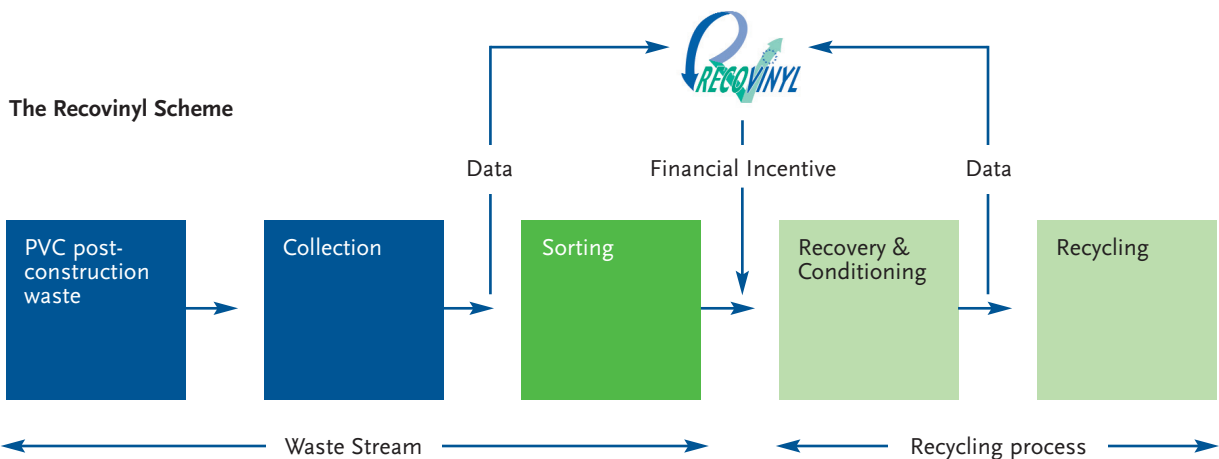 RECOVINYL
The Recovinyl Scheme
Data
Financial Incentive
Data
PVC post-
construction
waste
Collection
Sorting
Recovery &
Conditioning
Recycling
Waste Stream
Recycling process